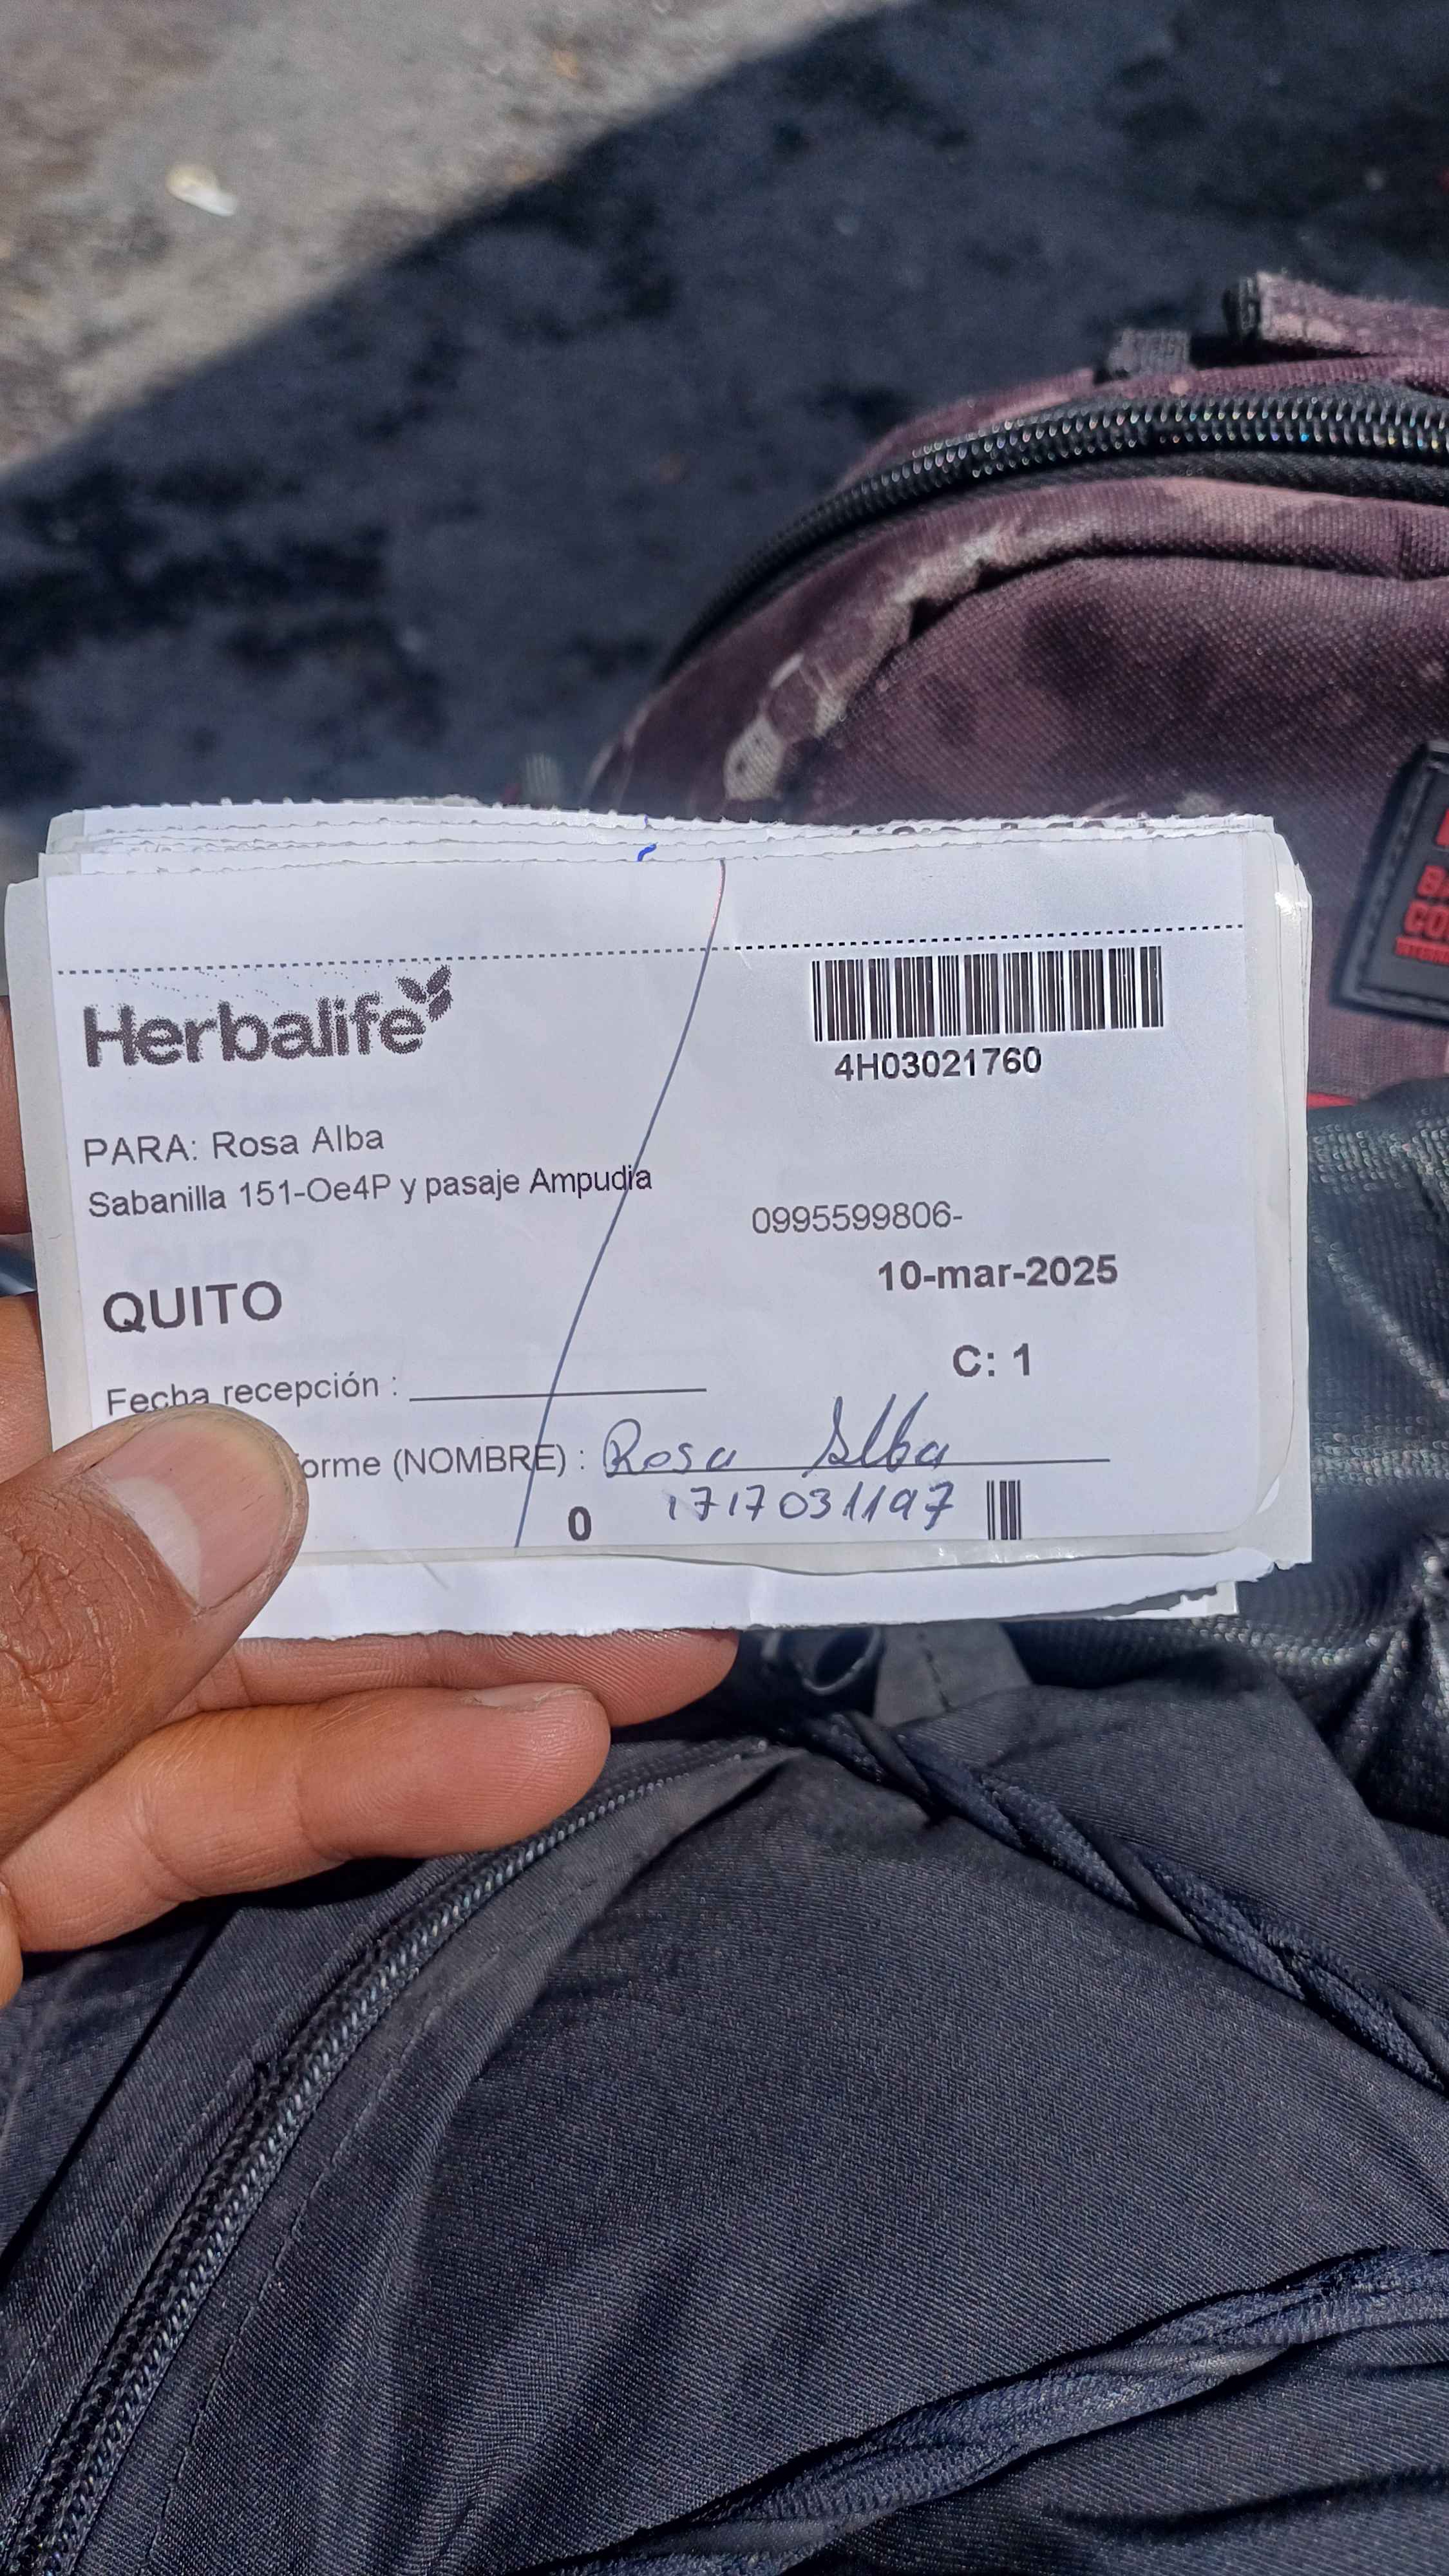 Herbalife
4H03021760
PARA: Rosa Alba
Sabanilla 151-Oe4P y pasaje Ampudia
0995599806-
10-mar-2025
QUITO
C: 1
Fecha recepción :
orme (NOMBRE) : Rosa Alba
0 1717031197